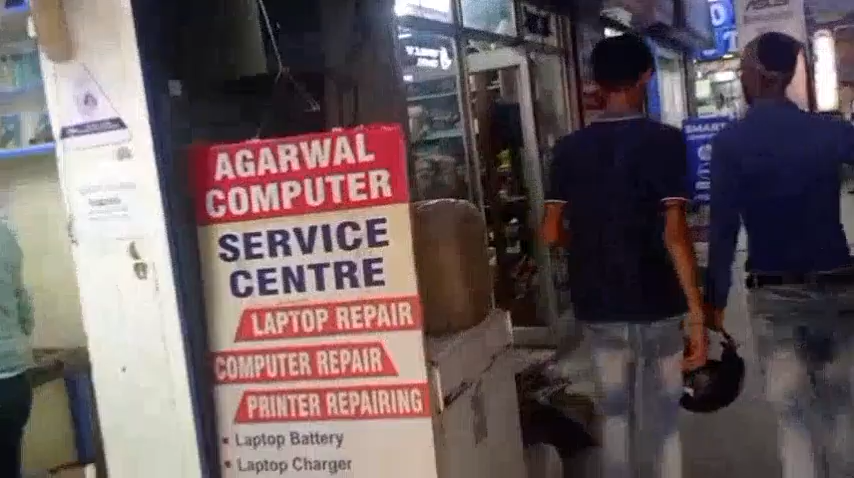 AGARWAL
COMPUTER
SERVICE
CENTRE
LAPTOP REPAIR
COMPUTER REPAIR
PRINTER REPAIRING
• Laptop Battery
• Laptop Charger
SMART